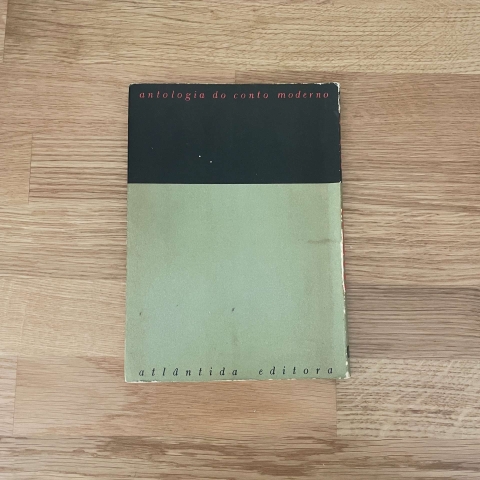 antologia do conto moderno
atlântida editora